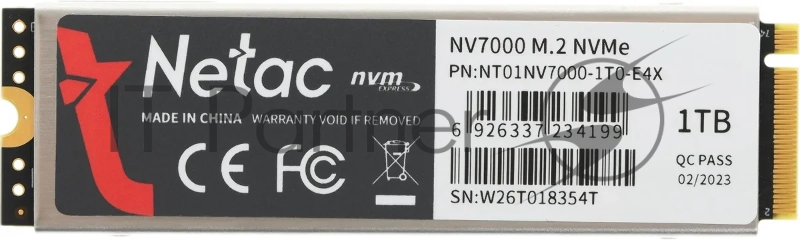 Netac
nvm
EXPRESS
MADE IN CHINA WARRANTY VOID IF REMOVED
CE FC
NV7000 M.2 NVMe
PN:NT01NV7000-1T0-E4X
6 926337 234199
1TB
QC PASS
02/2023
SN:W26T018354T
IT Partner
2